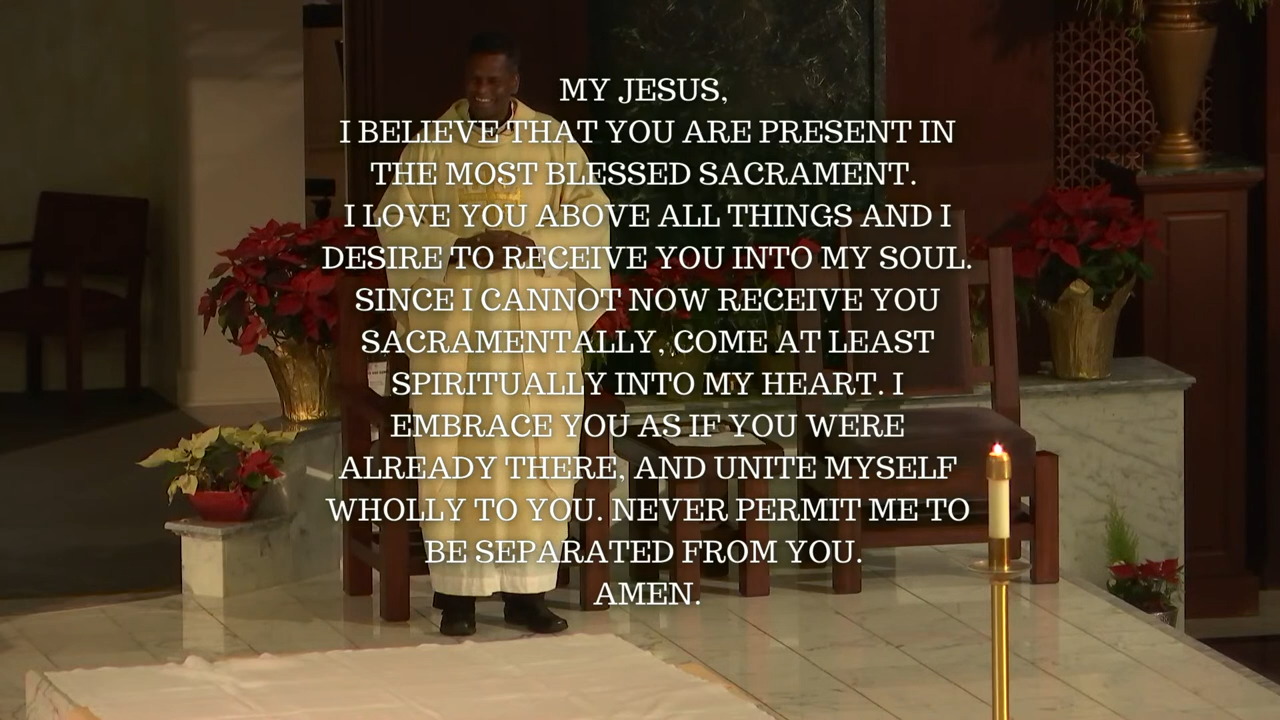 MY JESUS,
I BELIEVE THAT YOU ARE PRESENT IN
THE MOST BLESSED SACRAMENT.
I LOVE YOU ABOVE ALL THINGS AND I
DESIRE TO RECEIVE YOU INTO MY SOUL.
SINCE I CANNOT NOW RECEIVE YOU
SACRAMENTALLY, COME AT LEAST
SPIRITUALLY INTO MY HEART. I
EMBRACE YOU AS IF YOU WERE
ALREADY THERE, AND UNITE MYSELF
WHOLLY TO YOU. NEVER PERMIT ME TO
BE SEPARATED FROM YOU.
AMEN.